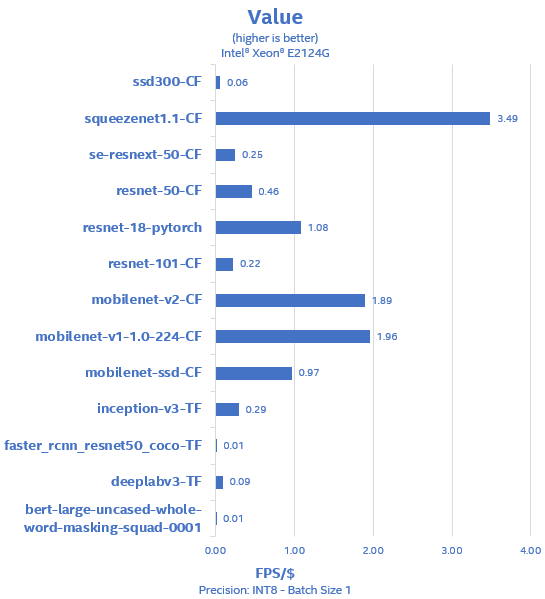 Value
(higher is better)
Intel® Xeon® E2124G
ssd300-CF
0.06
squeezenet1.1-CF
3.49
se-resnext-50-CF
0.25
resnet-50-CF
0.46
resnet-18-pytorch
1.08
resnet-101-CF
0.22
mobilenet-v2-CF
1.89
mobilenet-v1-1.0-224-CF
1.96
mobilenet-ssd-CF
0.97
inception-v3-TF
0.29
faster_rcnn_resnet50_coco-TF
0.01
deeplabv3-TF
0.09
bert-large-uncased-whole-
word-masking-squad-0001
0.01
0.00 1.00 2.00 3.00 4.00
FPS/$
Precision: INT8 - Batch Size 1